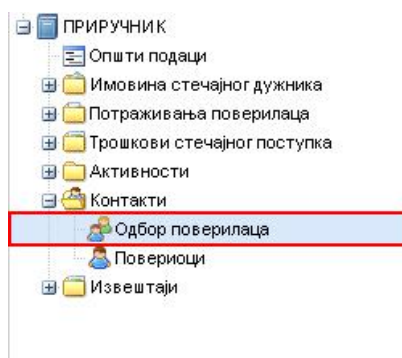 ПРИРУЧНИК
Општи подаци
Имовина стечајног дужника
Потраживања поверилаца
Трошкови стечајног поступка
Активности
Контакти
Одбор поверилаца
Повериоци
Извештаји